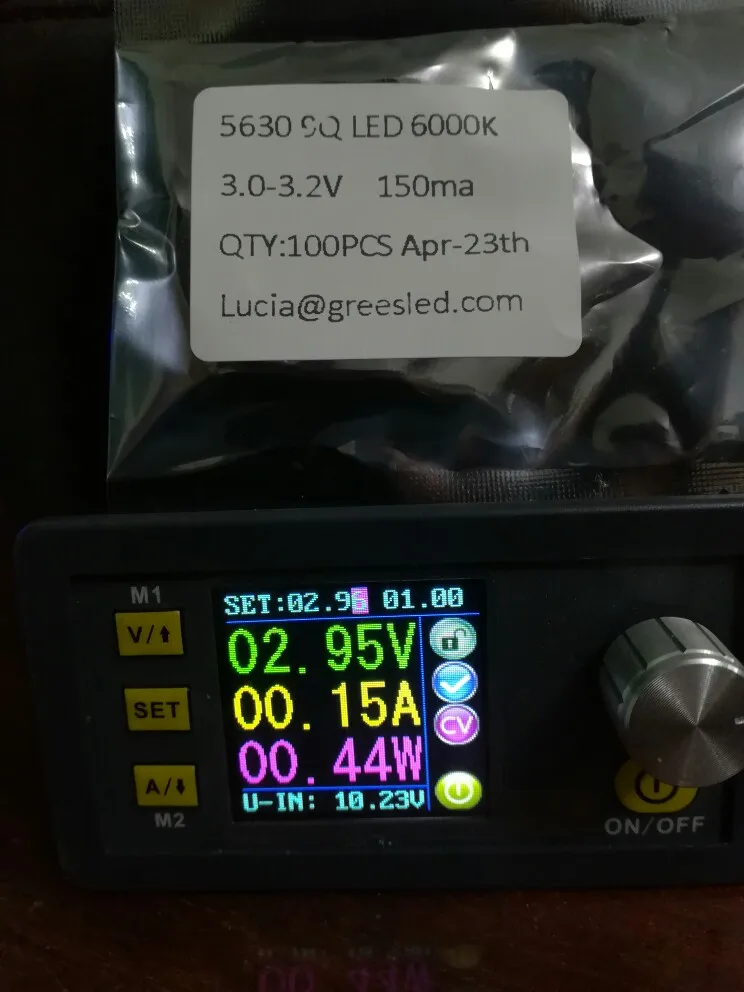 5630 SQ LED 6000K
3.0-3.2V 150ma
QTY:100PCS Apr-23th
Lucia@greesled.com
M1
V/⬆
SET
A/⬇
M2
SET:02.96 01.00
02.95V
00.15A
00.44W
U-IN: 10.23V
CV
ON/OFF